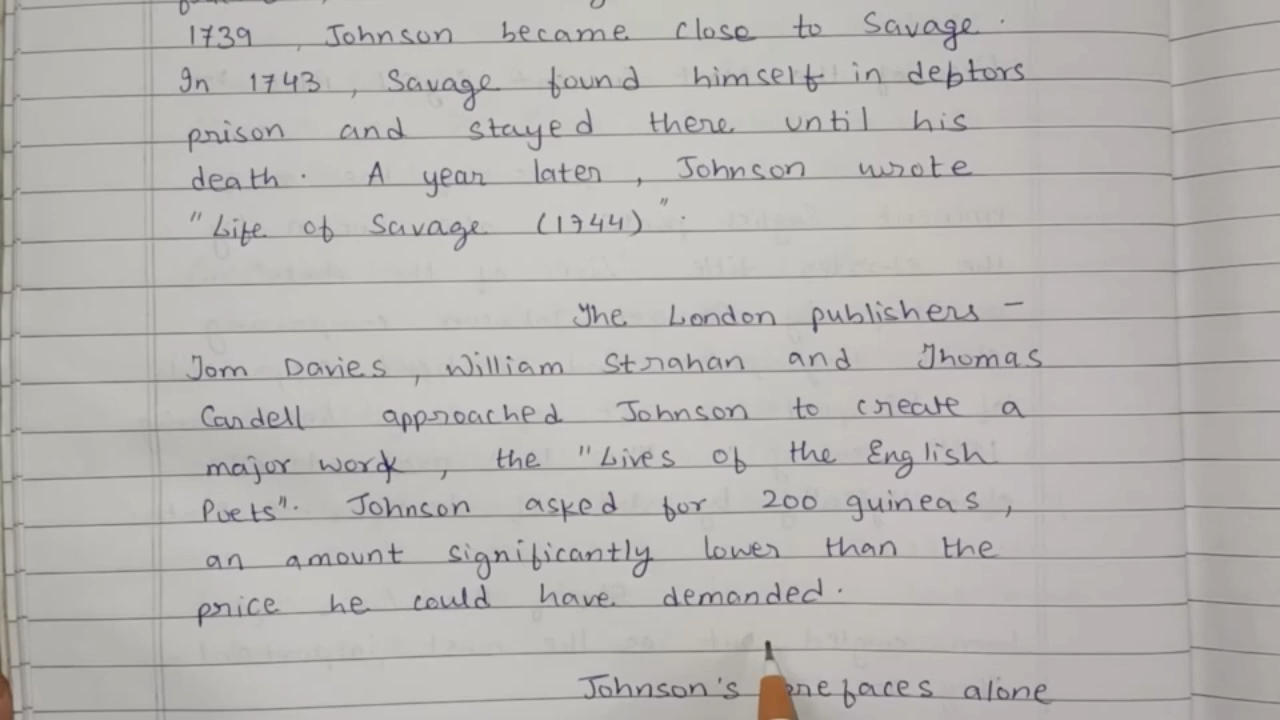 1739, Johnson became close to Savage.
In 1743, Savage found himself in debtors
prison and stayed there until his
death. A year later, Johnson wrote
"Life of Savage (1744)".
The London publishers -
Tom Davies, William Strahan and Thomas
Cardell approached Johnson to create a
major work, the "Lives of the English
Poets". Johnson asked for 200 guineas,
an amount significantly lower than the
price he could have demanded.
Johnson's alone